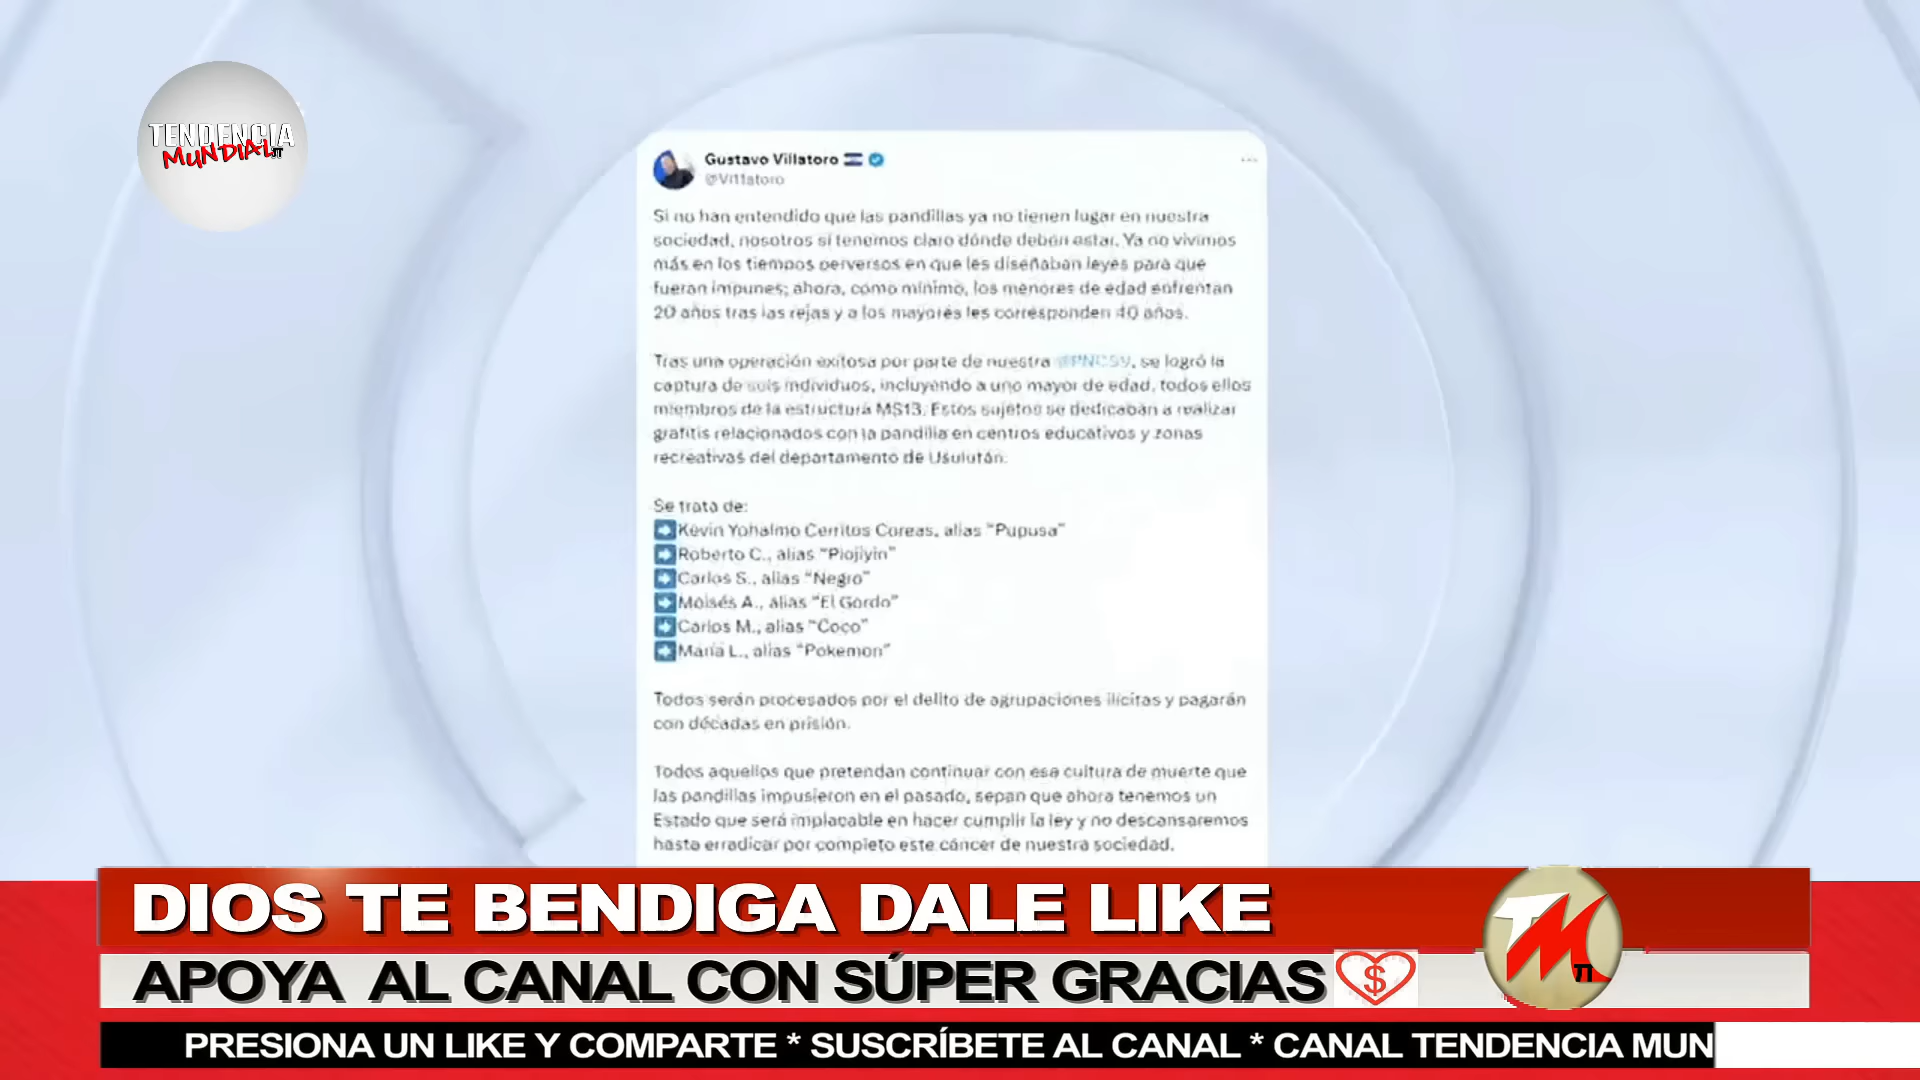 TENDENCIA
MUNDIAL TI
Gustavo Villatoro
@Vi11atoro
Si no han entendido que las pandillas ya no tienen lugar en nuestra
sociedad, nosotros sí tenemos claro dónde deben estar. Ya no vivimos
más en los tiempos perversos en que les diseñaban leyes para que
fueran impunes; ahora, como mínimo, los menores de edad enfrentan
20 años tras las rejas y a los mayores les corresponden 40 años.
Tras una operación exitosa por parte de nuestra @PNCSV, se logró la
captura de seis individuos, incluyendo a uno mayor de edad, todos ellos
miembros de la estructura MS13. Estos sujetos se dedicaban a realizar
grafitis relacionados con la pandilla en centros educativos y zonas
recreativas del departamento de Usulután.
Se trata de:
Kevin Yohalmo Cerritos Coreas, alias "Pupusa"
Roberto C., alias "Piojiyin"
Carlos S., alias "Negro"
Moisés A., alias "El Gordo"
Carlos M., alias "Coco"
María L., alias "Pokemon"
Todos serán procesados por el delito de agrupaciones ilícitas y pagarán
con décadas en prisión.
Todos aquellos que pretendan continuar con esa cultura de muerte que
las pandillas impusieron en el pasado, sepan que ahora tenemos un
Estado que será implacable en hacer cumplir la ley y no descansaremos
hasta erradicar por completo este cáncer de nuestra sociedad.
DIOS TE BENDIGA DALE LIKE
APOYA AL CANAL CON SÚPER GRACIAS $
TM TI
PRESIONA UN LIKE Y COMPARTE * SUSCRÍBETE AL CANAL * CANAL TENDENCIA MUN